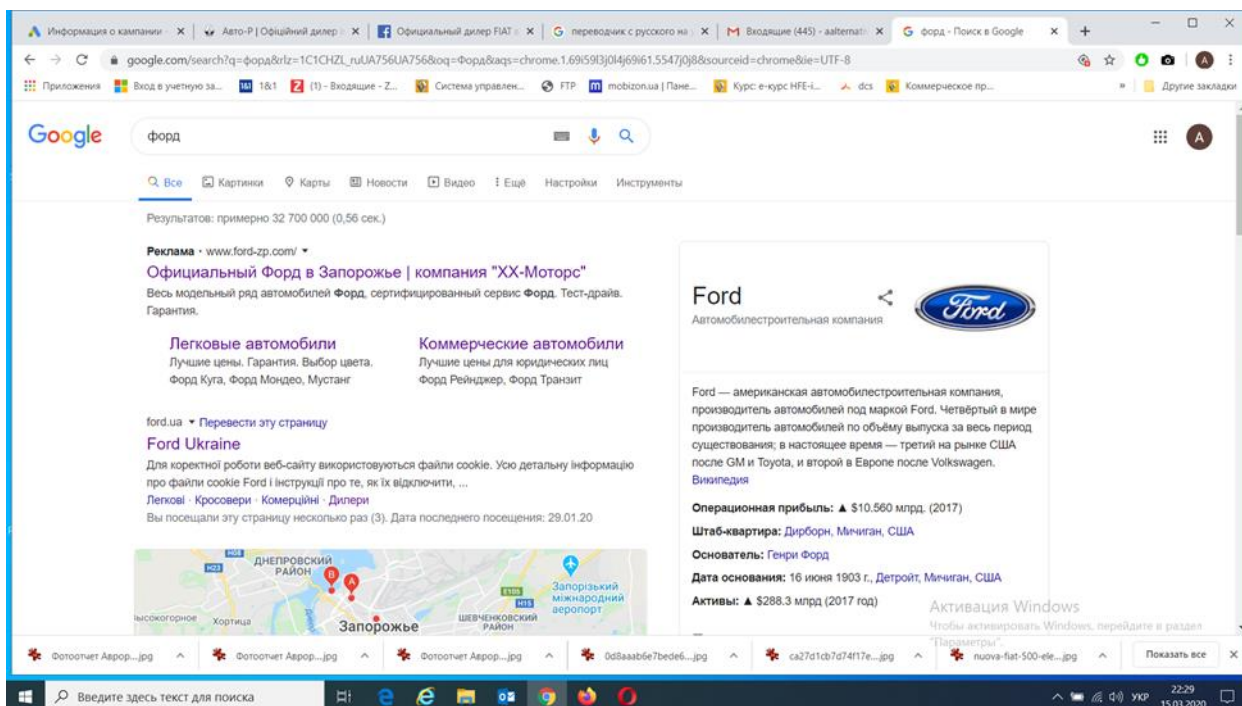 Информация о кампании
Авто-Р | Офіційний дилер
Официальный дилер FIAT
переводчик с русского на
Входящие (445) - aalternat
форд - Поиск в Google
google.com/search?q=форд&rlz=1C1CHZL_ruUA756UA756&oq=Форд&aqs=chrome.1.69i59l3j0l4j69i61.5547j0j8&sourceid=chrome&ie=UTF-8
Приложения
Вход в учетную за...
1&1
1&1
(1) - Входящие - Z...
Система управлен...
FTP
mobizon.ua | Пане...
Курс: е-курс HFE-i...
dcs
Коммерческое пр...
»
Другие закладки
Google
форд
A
Все
Картинки
Карты
Новости
Видео
Ещё
Настройки
Инструменты
Результатов: примерно 32 700 000 (0,56 сек.)
Реклама · www.ford-zp.com/
Официальный Форд в Запорожье | компания "ХХ-Моторс"
Весь модельный ряд автомобилей Форд, сертифицированный сервис Форд. Тест-драйв.
Гарантия.
Легковые автомобили
Лучшие цены. Гарантия. Выбор цвета.
Форд Куга, Форд Мондео, Мустанг
Коммерческие автомобили
Лучшие цены для юридических лиц
Форд Рейнджер, Форд Транзит
ford.ua
Перевести эту страницу
Ford Ukraine
Для коректної роботи веб-сайту використовуються файли cookie. Усю детальну інформацію
про файли cookie Ford і інструкції про те, як їх відключити, ...
Легкові · Кросовери · Комерційні · Дилери
Вы посещали эту страницу несколько раз (3). Дата последнего посещения: 29.01.20
H08
H23
ДНЕПРОВСКИЙ
РАЙОН
B
A
Высокогорное
Хортица
Запорожье
E105
H15
ШЕВЧЕНКОВСКИЙ
РАЙОН
Запорізький
міжнародний
аеропорт
Ford
Автомобилестроительная компания
Ford
Ford — американская автомобилестроительная компания,
производитель автомобилей под маркой Ford. Четвёртый в мире
производитель автомобилей по объёму выпуска за весь период
существования; в настоящее время — третий на рынке США
после GM и Toyota, и второй в Европе после Volkswagen.
Википедия
Операционная прибыль: ▲ $10.560 млрд. (2017)
Штаб-квартира: Дирборн, Мичиган, США
Основатель: Генри Форд
Дата основания: 16 июня 1903 г., Детройт, Мичиган, США
Активы: ▲ $288.3 млрд (2017 год)
Активация Windows
Чтобы активировать Windows, перейдите в раздел
"Параметры".
Фотоотчет Аврор...jpg
Фотоотчет Аврор...jpg
Фотоотчет Аврор...jpg
0d8aaab6e7bede6...jpg
ca27d1cb7d74f17e...jpg
nuova-fiat-500-ele...jpg
Показать все
Введите здесь текст для поиска
УКР
22:29
15.03.2020